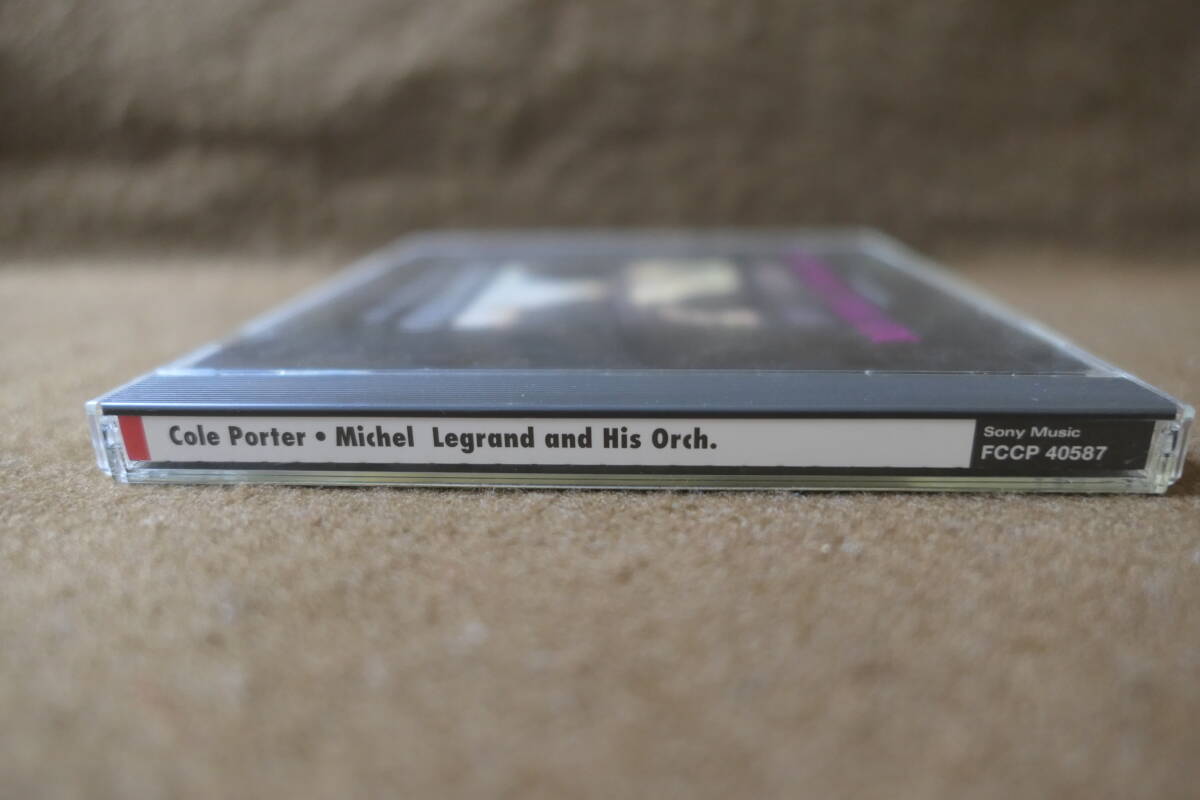 Cole Porter • Michel Legrand and His Orch.
Sony Music
FCCP 40587